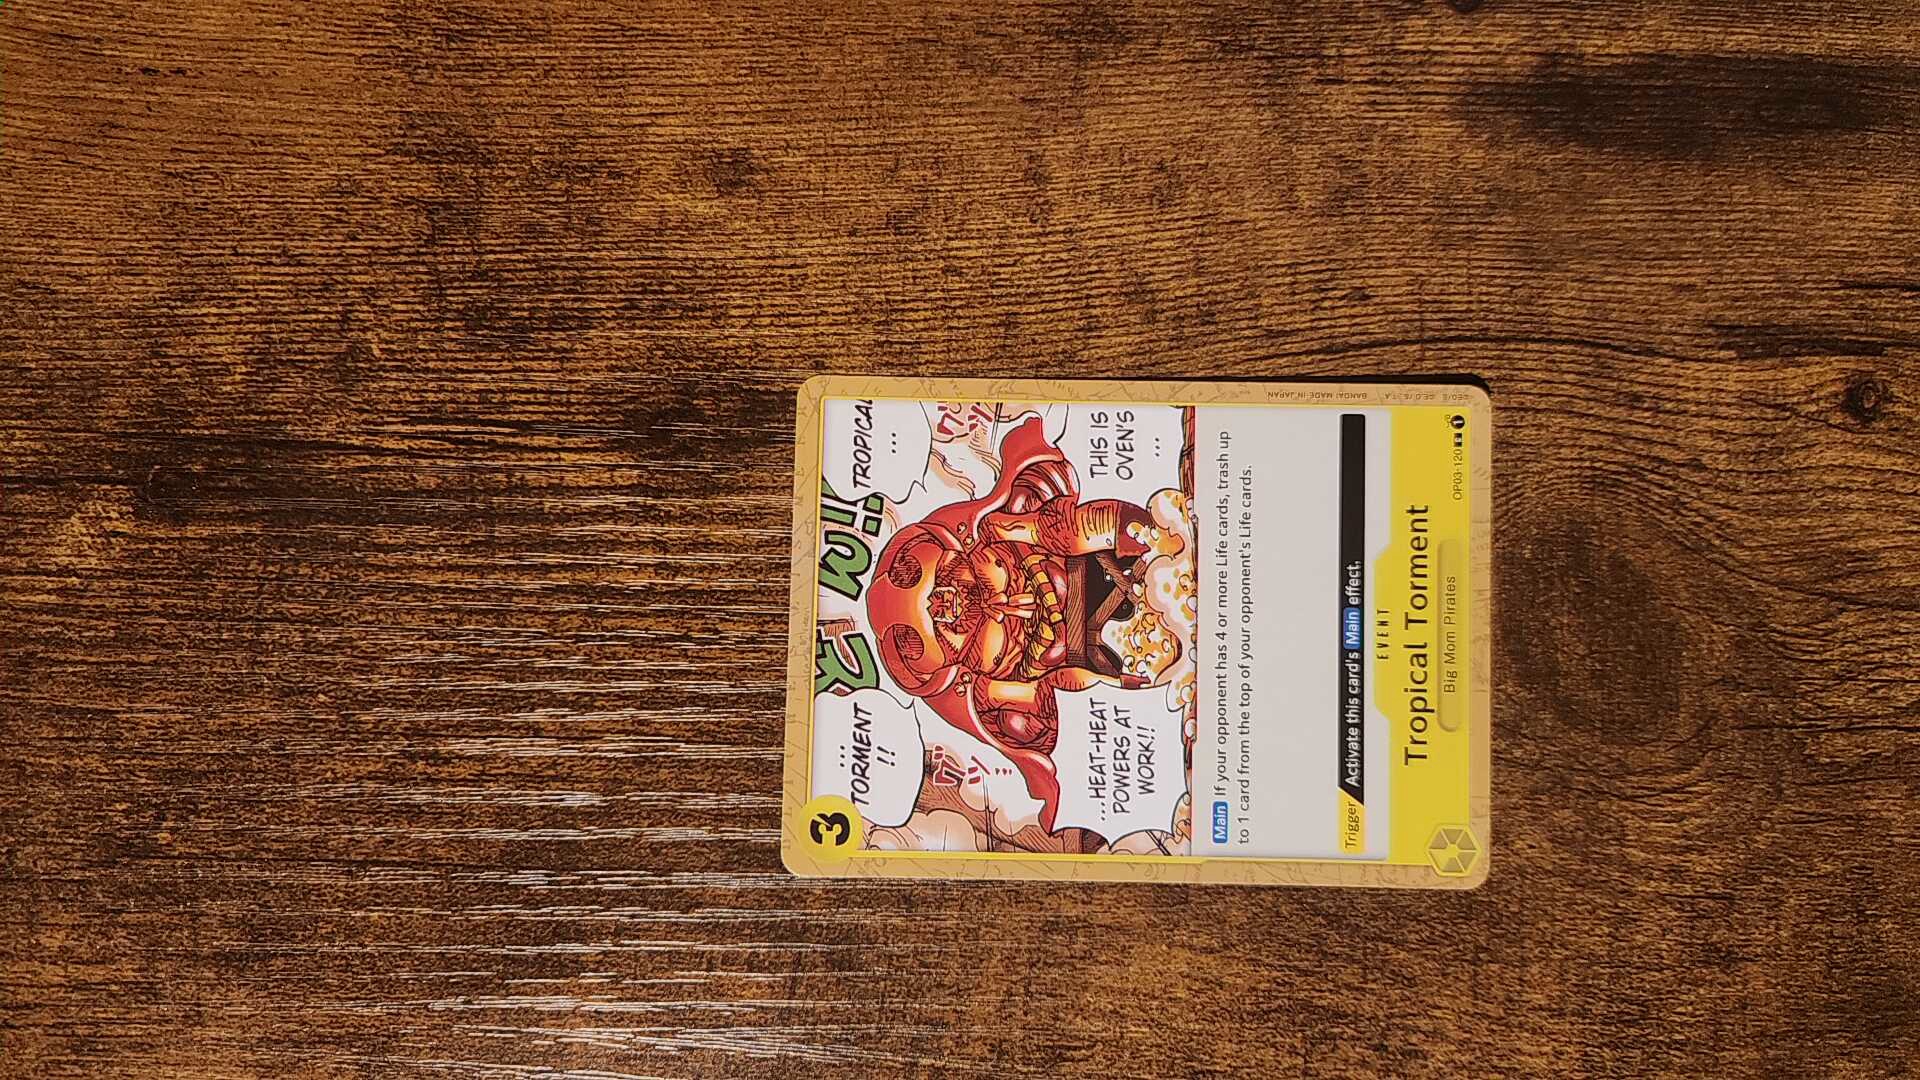 3
TROPICAL
...
...
TORMENT
!!
THIS IS
OVEN'S
...
...HEAT-HEAT
POWERS AT
WORK!!
Main If your opponent has 4 or more Life cards, trash up
to 1 card from the top of your opponent's Life cards.
Trigger Activate this card's Main effect.
EVENT
Tropical Torment
Big Mom Pirates
OP03-120
BANDAI MADE IN JAPAN